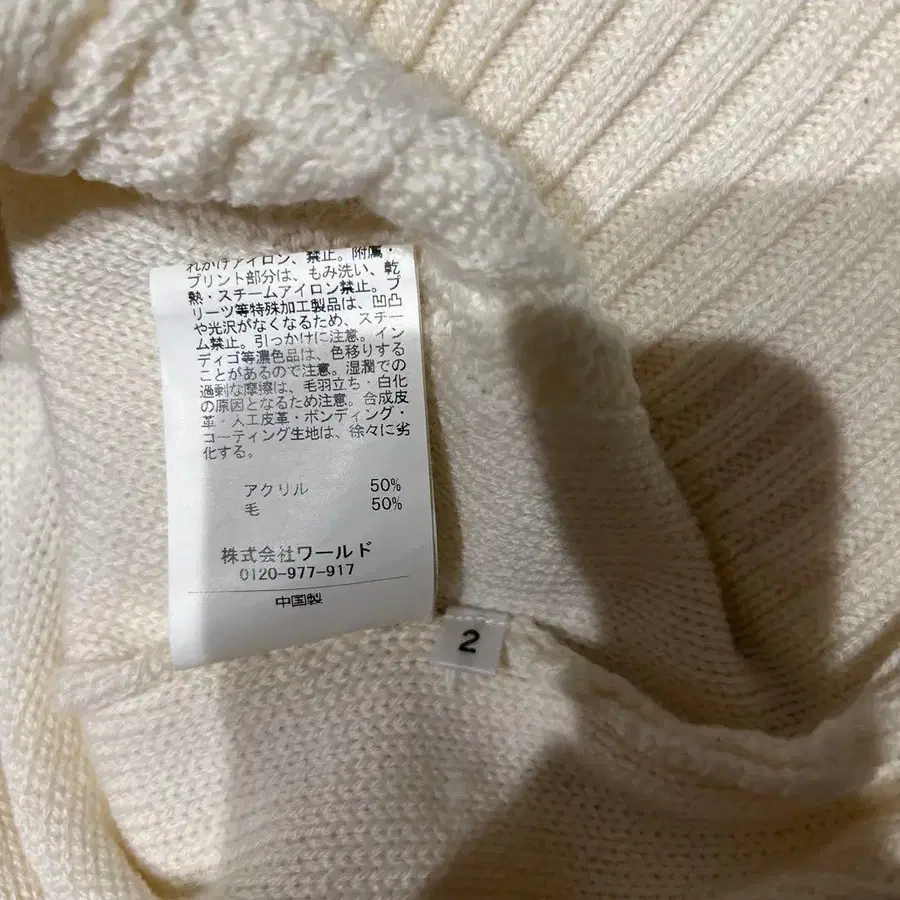 れかけアイロン、禁止。附属・
プリント部分は、もみ洗い、乾
熱・スチームアイロン禁止。プ
リーツ等特殊加工製品は、凹凸
や光沢がなくなるため、スチー
ム禁止。引っかけに注意。イン
ディゴ等濃色品は、色移りする
ことがあるので注意。湿潤での
過剰な摩擦は、毛羽立ち・白化
の原因となるため注意。合成皮
革・人工皮革・ボンディング・
コーティング生地は、徐々に劣
化する。
アクリル 50%
毛 50%
株式会社ワールド
0120-977-917
中国製
2